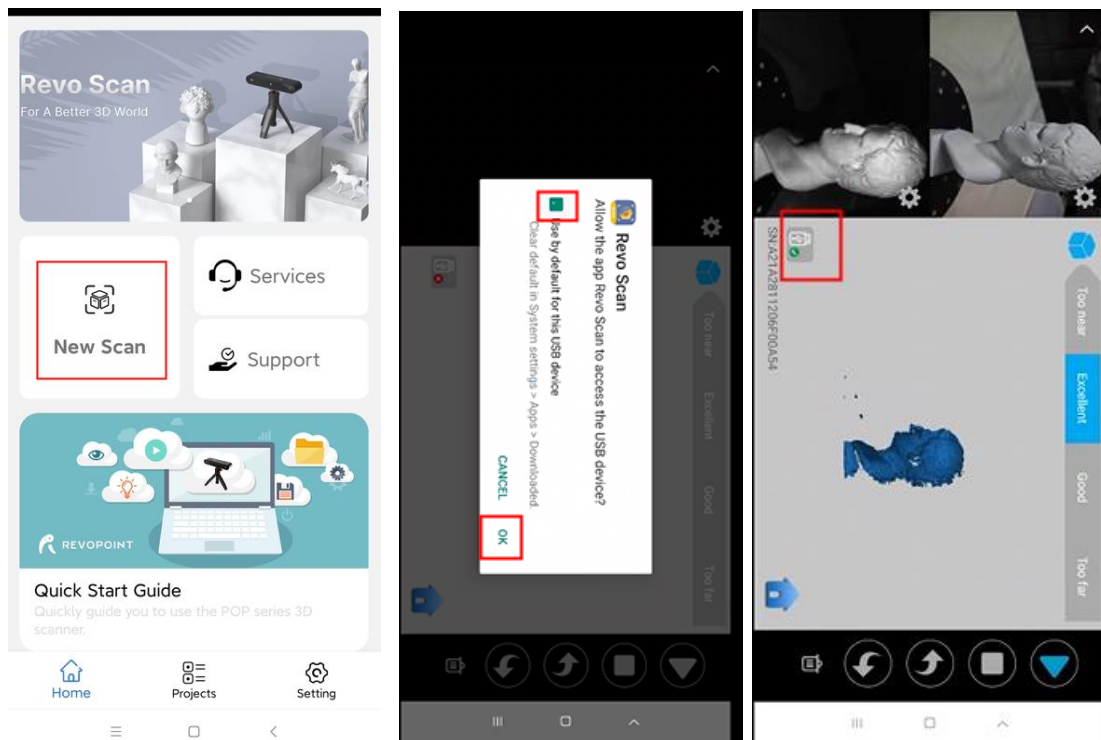 Revo Scan
For A Better 3D World
New Scan
Services
Support
REVOPOINT
Quick Start Guide
Quickly guide you to use the POP series 3D
scanner.
Home
Projects
Setting
Revo Scan
Allow the app Revo Scan to access the USB device?
Use by default for this USB device
Clear default in System settings > Apps > Downloaded.
CANCEL
OK
Too near
Excellent
Good
Too far
SN:A21A2811206F00A54
Too near
Excellent
Good
Too far